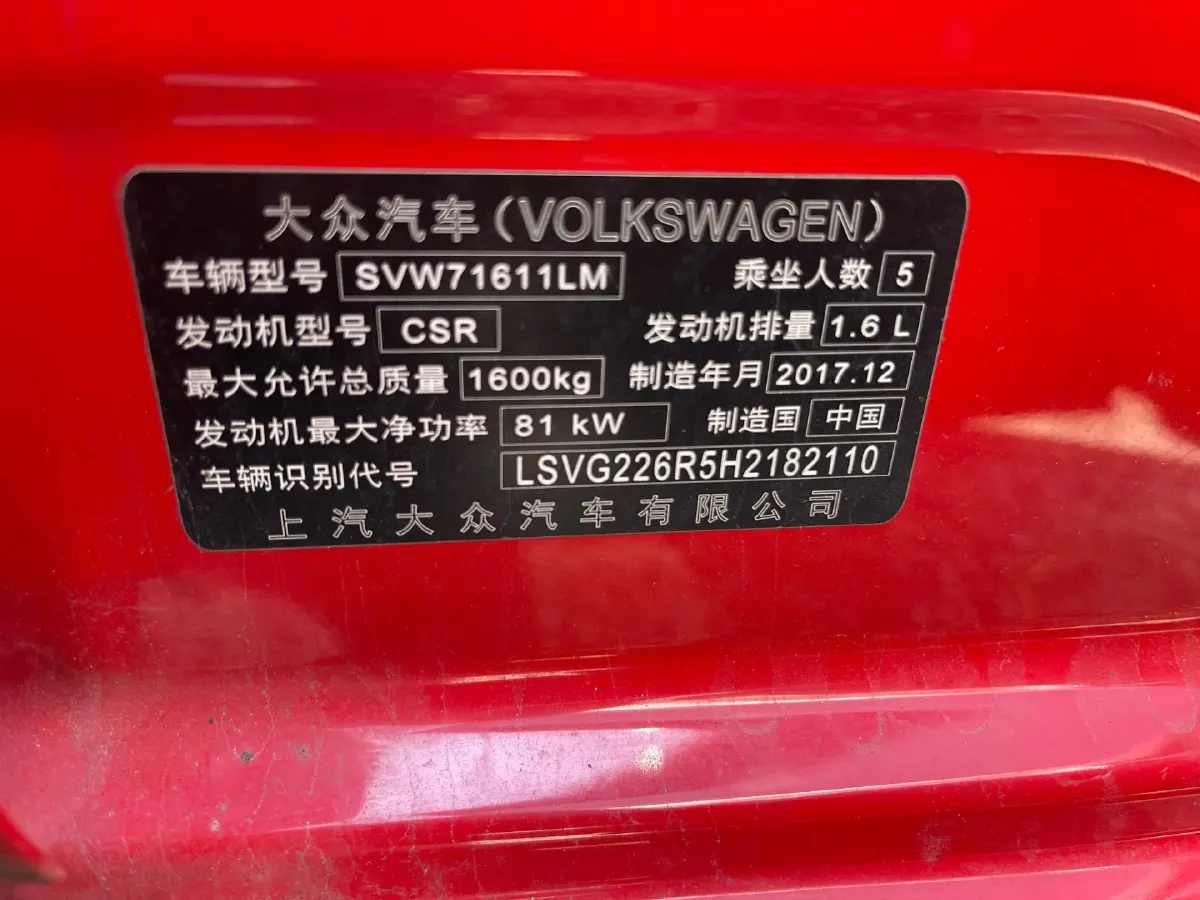 大众汽车(VOLKSWAGEN)
车辆型号 SVW71611LM 乘坐人数 5
发动机型号 CSR 发动机排量 1.6 L
最大允许总质量 1600kg 制造年月 2017.12
发动机最大净功率 81 kW 制造国 中国
车辆识别代号 LSVG226R5H2182110
上汽大众汽车有限公司